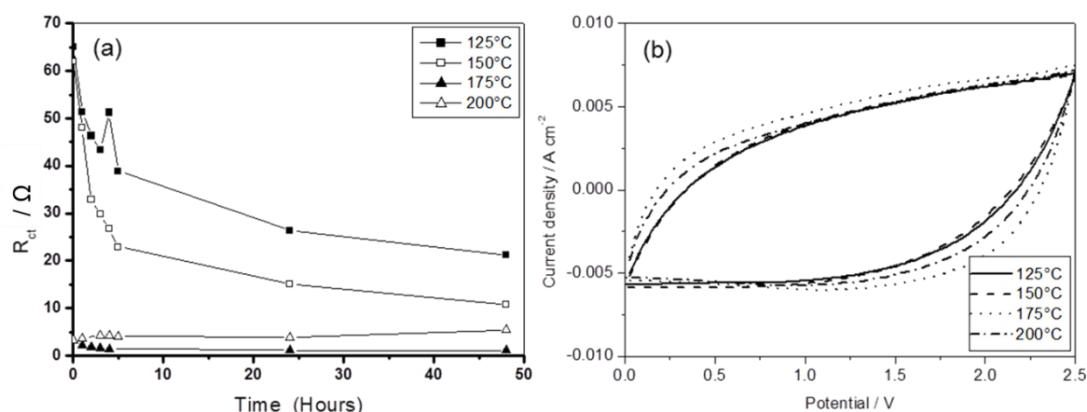 (a)
70
60
50
40
30
20
10
0
R_ct / Ω
0 10 20 30 40 50
Time (Hours)
125°C
150°C
175°C
200°C
(b)
0.010
0.005
0.000
-0.005
-0.010
Current density / A cm⁻²
0.0 0.5 1.0 1.5 2.0 2.5
Potential / V
125°C
150°C
175°C
200°C